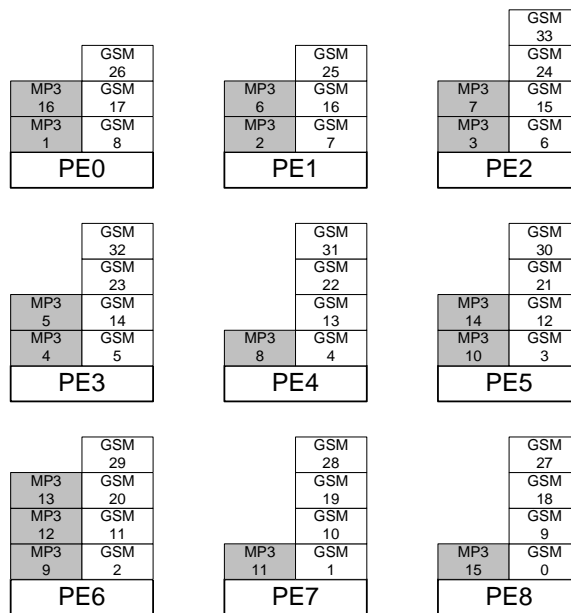 GSM
26
MP3
16
GSM
17
MP3
1
GSM
8
PE0
GSM
25
MP3
6
GSM
16
MP3
2
GSM
7
PE1
GSM
33
GSM
24
MP3
7
GSM
15
MP3
3
GSM
6
PE2
GSM
32
GSM
23
MP3
5
GSM
14
MP3
4
GSM
5
PE3
GSM
31
GSM
22
GSM
13
MP3
8
GSM
4
PE4
GSM
30
GSM
21
MP3
14
GSM
12
MP3
10
GSM
3
PE5
GSM
29
MP3
13
GSM
20
MP3
12
GSM
11
MP3
9
GSM
2
PE6
GSM
28
GSM
19
GSM
10
MP3
11
GSM
1
PE7
GSM
27
GSM
18
GSM
9
MP3
15
GSM
0
PE8